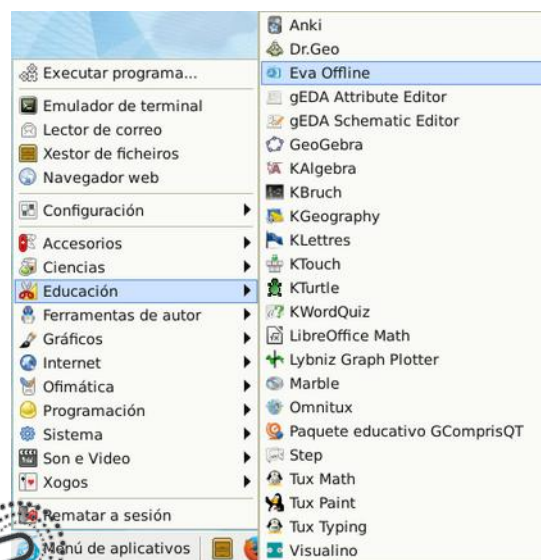 Executar programa...
Emulador de terminal
Lector de correo
Xestor de ficheiros
Navegador web
Configuración
Accesorios
Ciencias
Educación
Ferramentas de autor
Gráficos
Internet
Ofimática
Programación
Sistema
Son e Video
Xogos
Rematar a sesión
Menú de aplicativos
Anki
Dr.Geo
Eva Offline
gEDA Attribute Editor
gEDA Schematic Editor
GeoGebra
KAlgebra
KBruch
KGeography
KLettres
KTouch
KTurtle
KWordQuiz
LibreOffice Math
Lybniz Graph Plotter
Marble
Omnitux
Paquete educativo GComprisQT
Step
Tux Math
Tux Paint
Tux Typing
Visualino